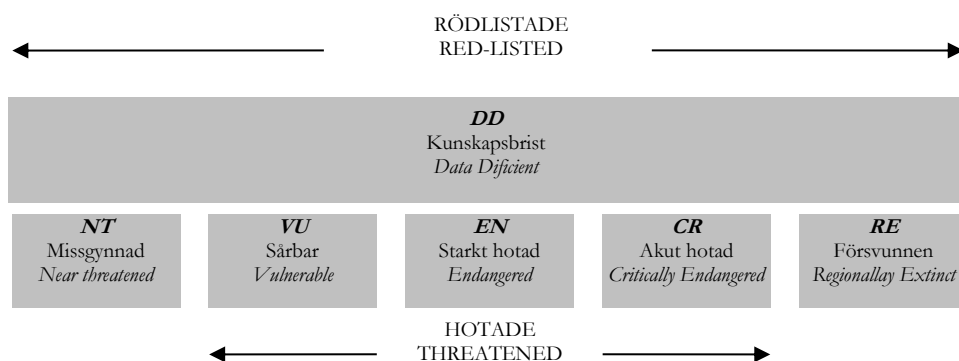 RÖDLISTADE
RED-LISTED
DD
Kunskapsbrist
Data Dificient
NT
Missgynnad
Near threatened
VU
Sårbar
Vulnerable
EN
Starkt hotad
Endangered
CR
Akut hotad
Critically Endangered
RE
Försvunnen
Regionallay Extinct
HOTADE
THREATENED